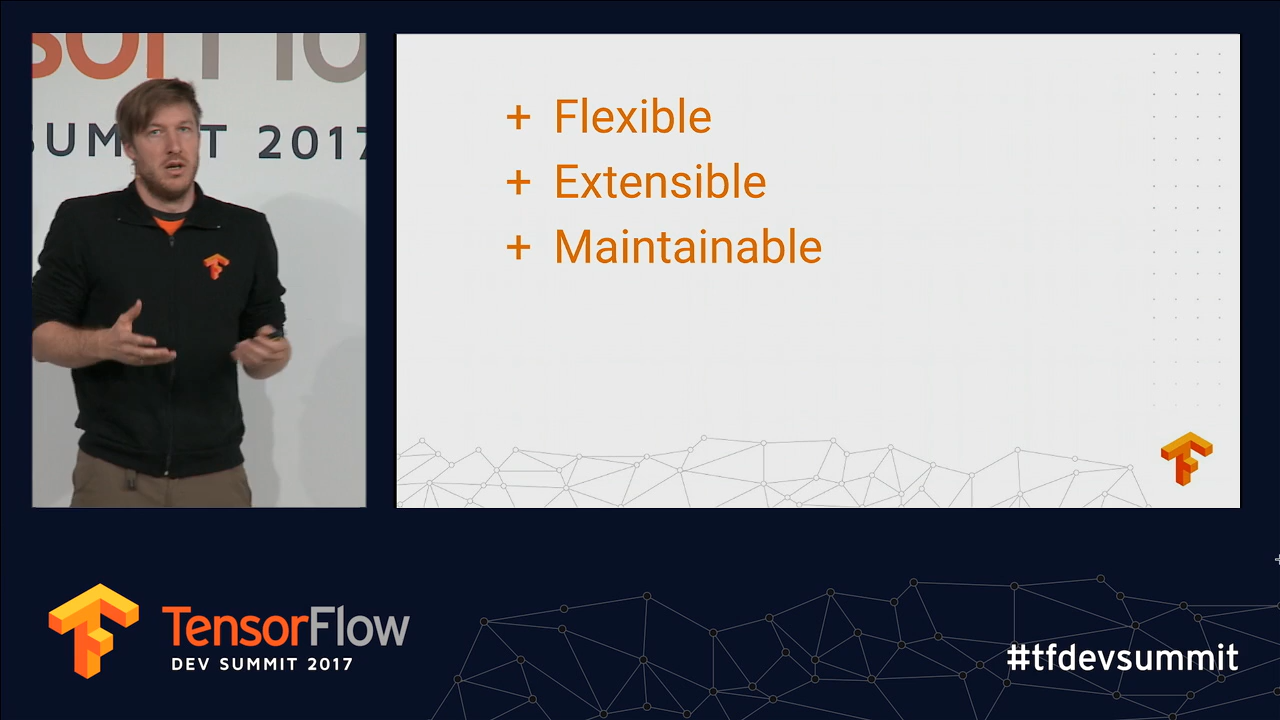 SUMMIT 2017
+ Flexible
+ Extensible
+ Maintainable
TensorFlow
DEV SUMMIT 2017
#tfdevsummit